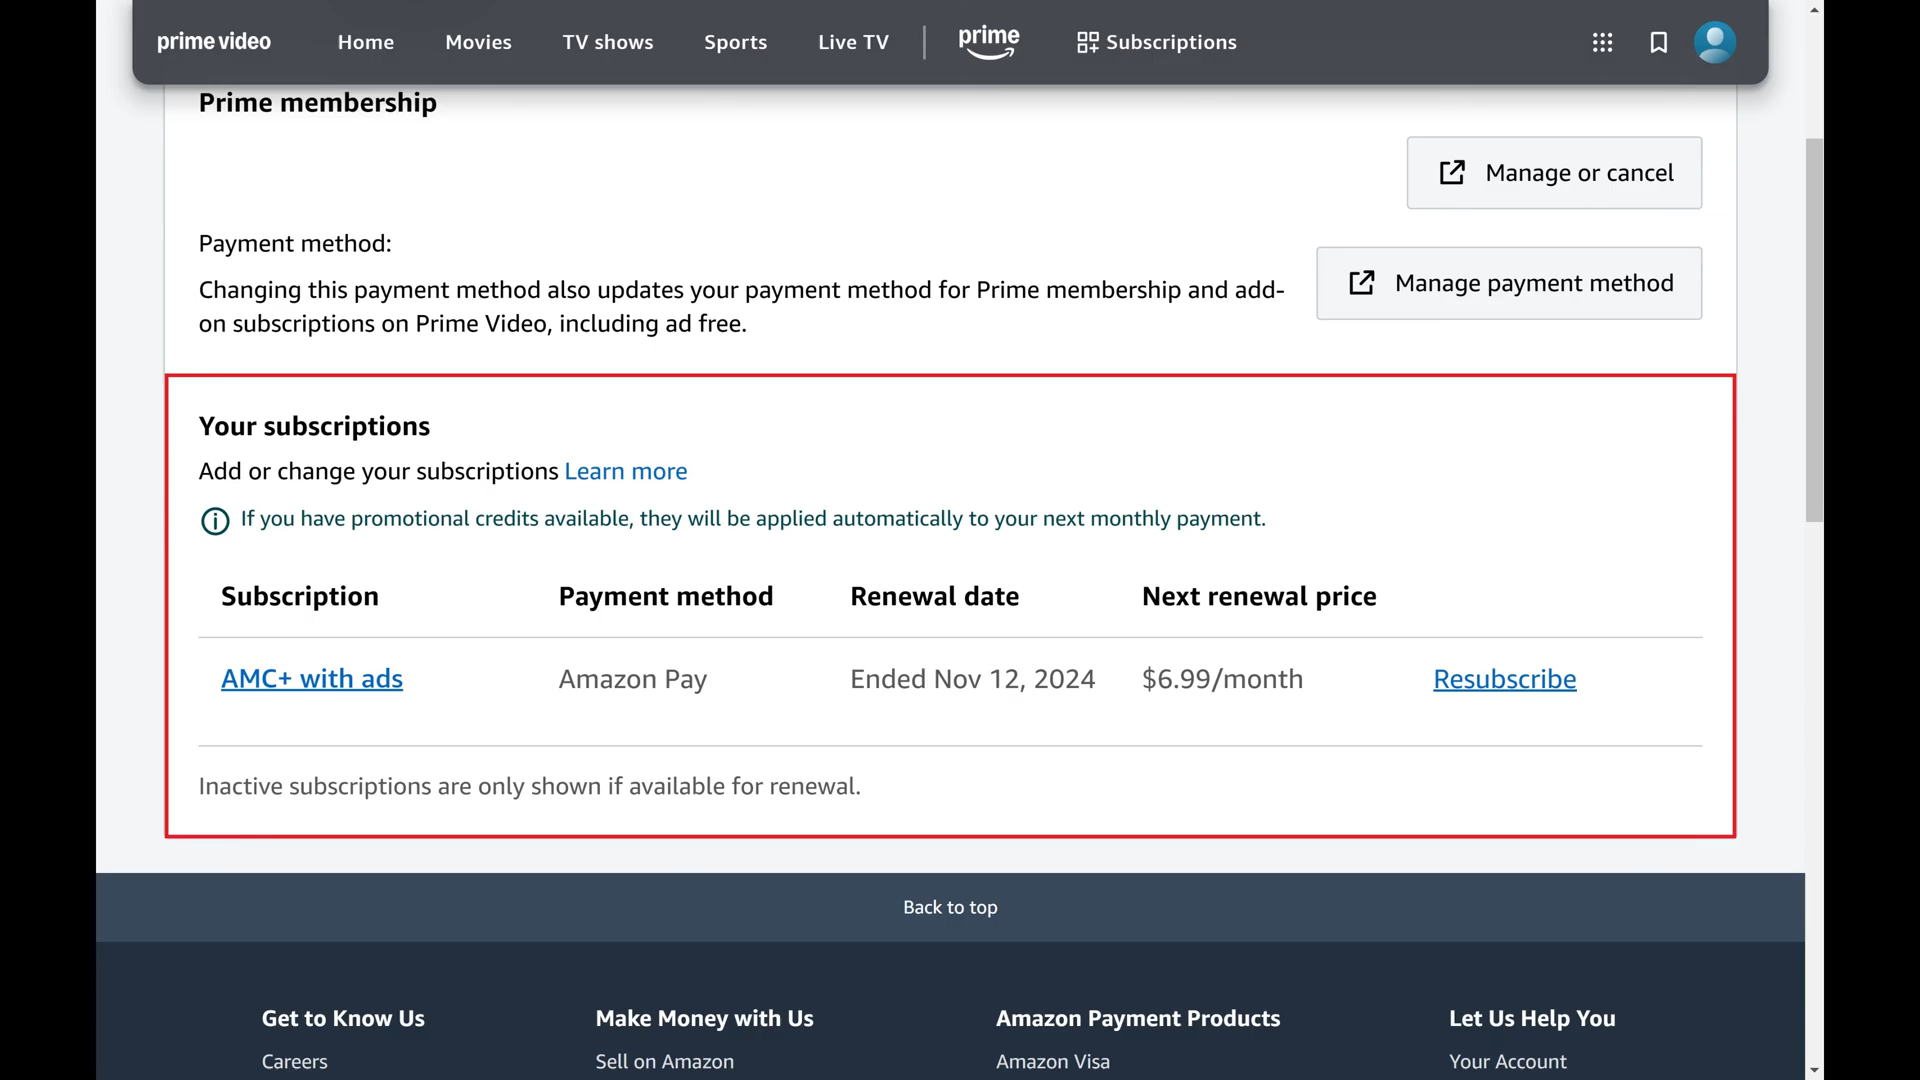 prime video
Home
Movies
TV shows
Sports
Live TV
prime
Subscriptions
Prime membership
Manage or cancel
Payment method:
Manage payment method
Changing this payment method also updates your payment method for Prime membership and add-
on subscriptions on Prime Video, including ad free.
Your subscriptions
Add or change your subscriptions Learn more
If you have promotional credits available, they will be applied automatically to your next monthly payment.
Subscription
Payment method
Renewal date
Next renewal price
AMC+ with ads
Amazon Pay
Ended Nov 12, 2024
$6.99/month
Resubscribe
Inactive subscriptions are only shown if available for renewal.
Back to top
Get to Know Us
Make Money with Us
Amazon Payment Products
Let Us Help You
Careers
Sell on Amazon
Amazon Visa
Your Account